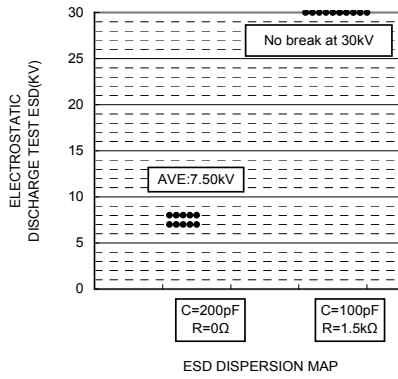 ELECTROSTATIC
DISCHARGE TEST ESD(KV)
30
25
20
15
10
5
0
No break at 30kV
AVE:7.50kV
C=200pF
R=0Ω
C=100pF
R=1.5kΩ
ESD DISPERSION MAP